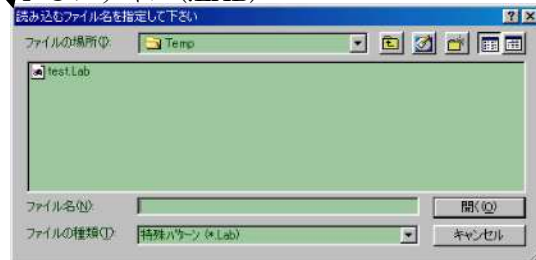 読み込むファイル名を指定して下さい
ファイルの場所(I):
Temp
test.Lab
ファイル名(N):
開く(O)
ファイルの種類(T):
特殊パターン (*.Lab)
キャンセル